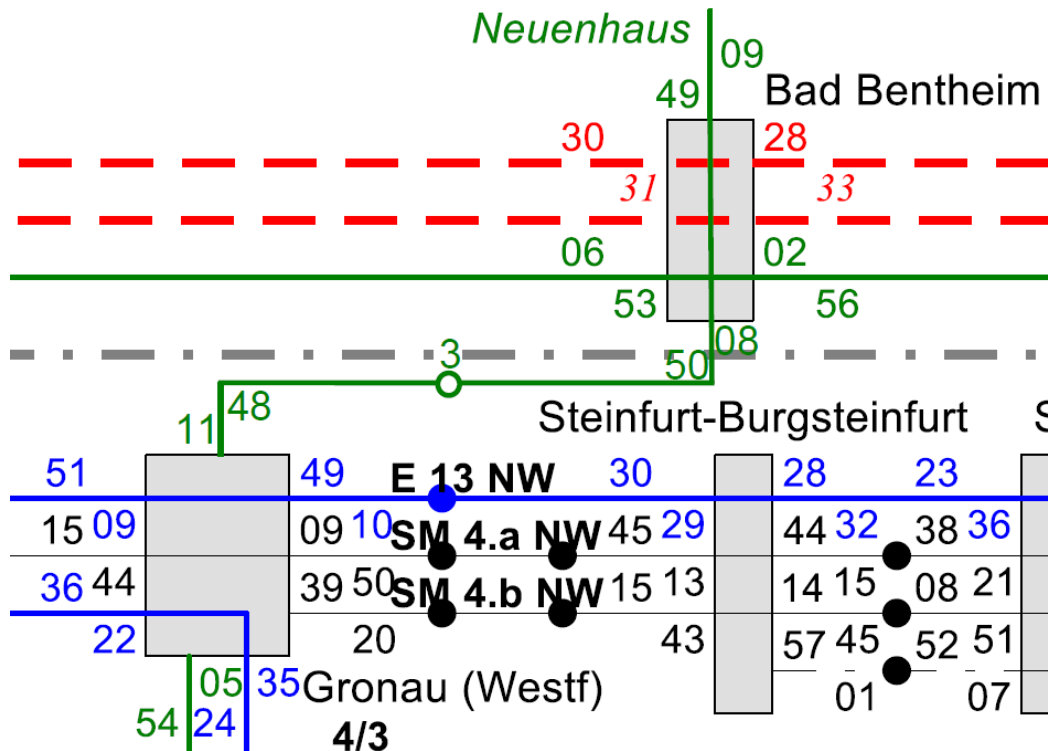 Neuenhaus
09
49
Bad Bentheim
30 28
31 33
06 02
53 56
3
08
50
48
11
Steinfurt-Burgsteinfurt S
51 49 E 13 NW 30 28 23
15 09 09 10 SM 4.a NW 45 29 44 32 38 36
36 44 39 50 SM 4.b NW 15 13 14 15 08 21
22 20 43 57 45 52 51
05 35 Gronau (Westf) 01 07
54 24 4/3